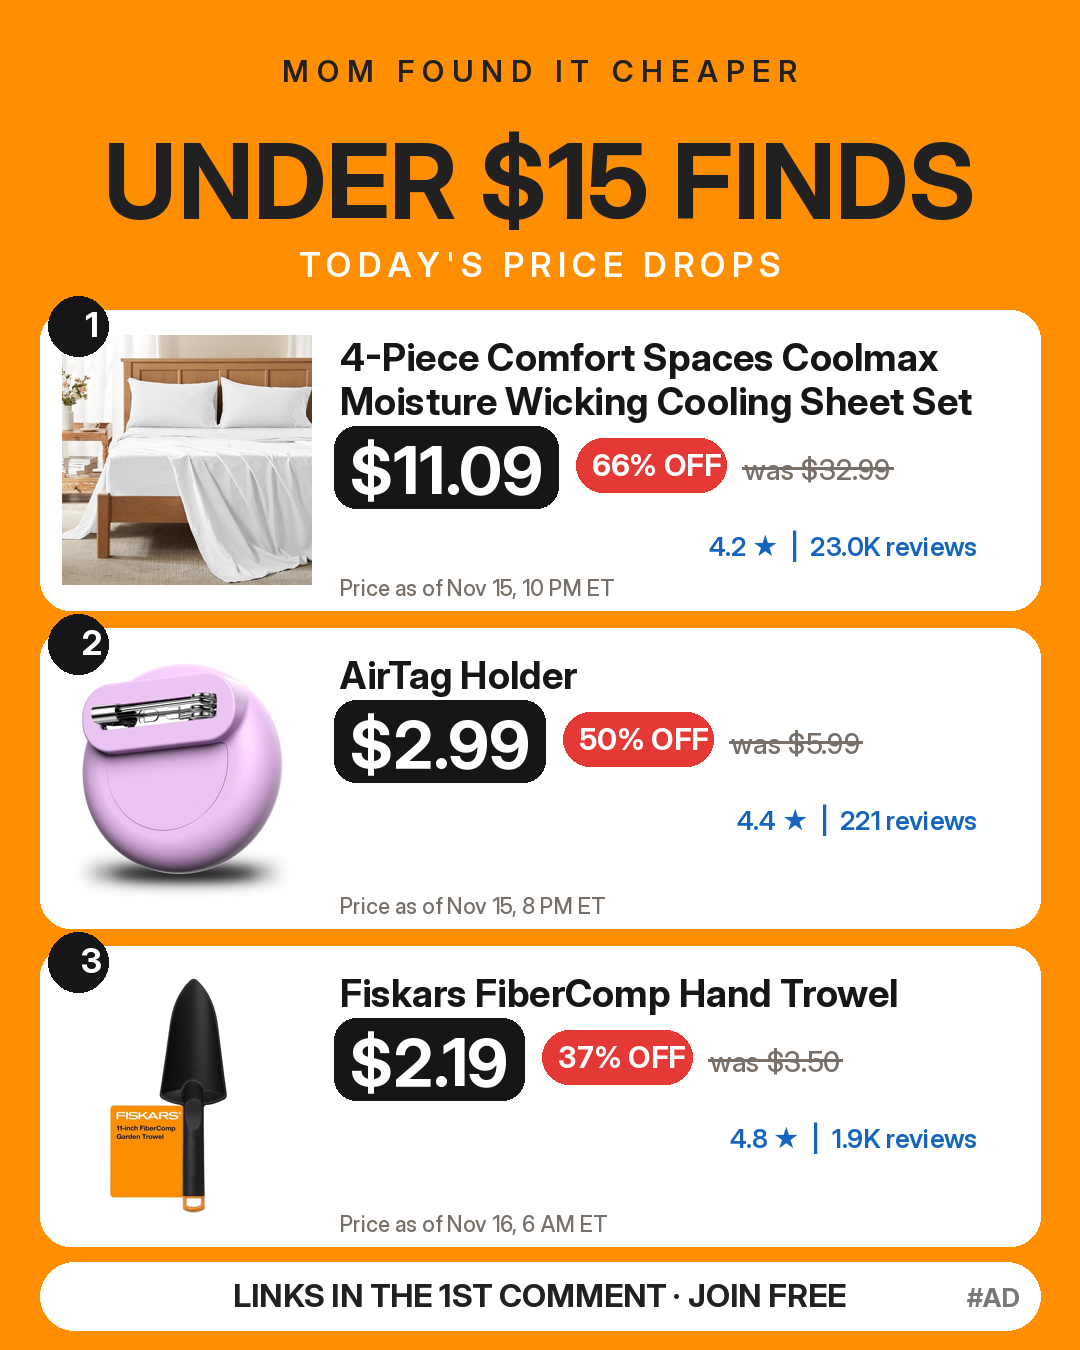 MOM FOUND IT CHEAPER
UNDER $15 FINDS
TODAY'S PRICE DROPS
1
4-Piece Comfort Spaces Coolmax
Moisture Wicking Cooling Sheet Set
$11.09 66% OFF was $32.99
4.2 ★ | 23.0K reviews
Price as of Nov 15, 10 PM ET
2
AirTag Holder
$2.99 50% OFF was $5.99
4.4 ★ | 221 reviews
Price as of Nov 15, 8 PM ET
3
Fiskars FiberComp Hand Trowel
$2.19 37% OFF was $3.50
FISKARS®
11-inch FiberComp
Garden Trowel
4.8 ★ | 1.9K reviews
Price as of Nov 16, 6 AM ET
LINKS IN THE 1ST COMMENT · JOIN FREE #AD